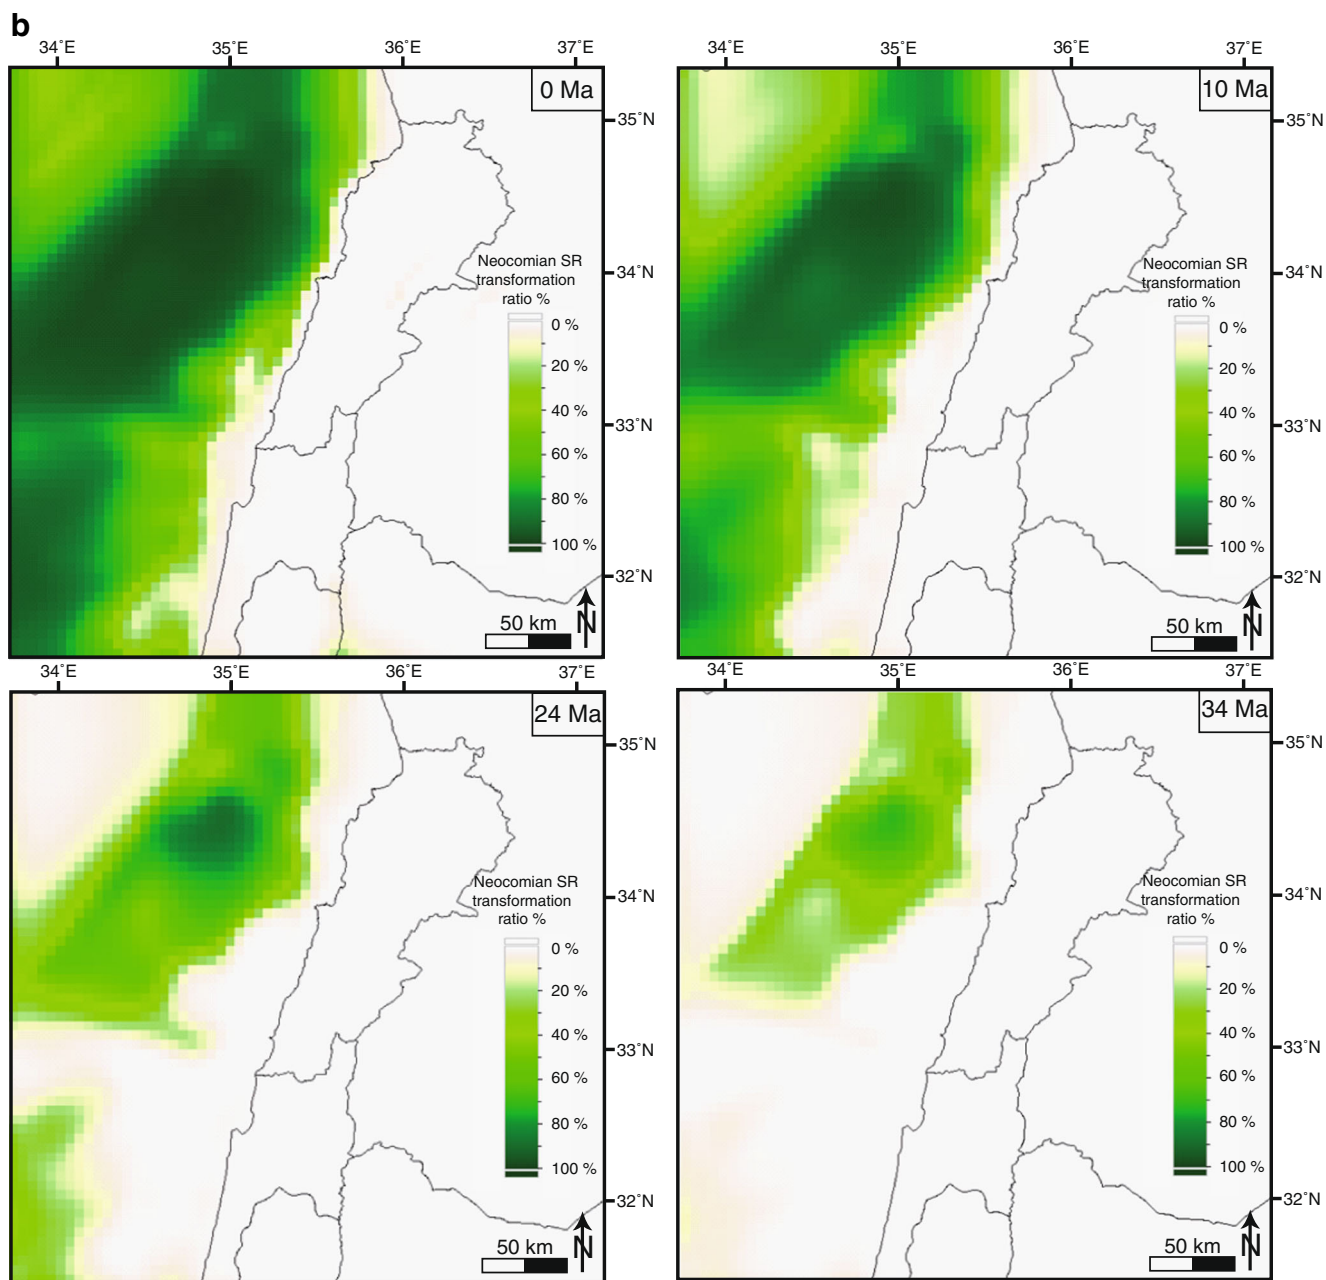 b
34°E 35°E 36°E 37°E
0 Ma
35°N
34°N
33°N
32°N
Neocomian SR
transformation
ratio %
0 %
20 %
40 %
60 %
80 %
100 %
50 km
N
34°E 35°E 36°E 37°E
10 Ma
35°N
34°N
33°N
32°N
Neocomian SR
transformation
ratio %
0 %
20 %
40 %
60 %
80 %
100 %
50 km
N
34°E 35°E 36°E 37°E
24 Ma
35°N
34°N
33°N
32°N
Neocomian SR
transformation
ratio %
0 %
20 %
40 %
60 %
80 %
100 %
50 km
N
34°E 35°E 36°E 37°E
34 Ma
35°N
34°N
33°N
32°N
Neocomian SR
transformation
ratio %
0 %
20 %
40 %
60 %
80 %
100 %
50 km
N